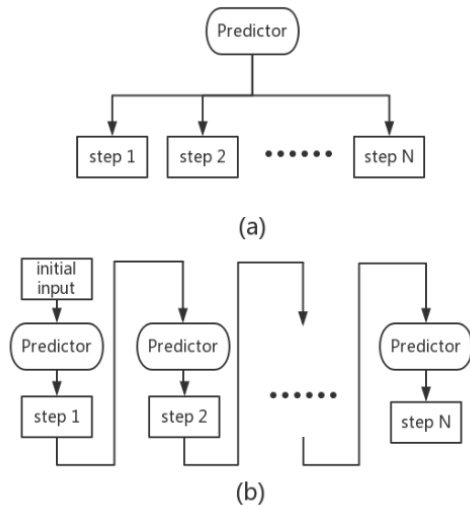 Predictor
step 1 step 2 •••••• step N
(a)
initial
input
Predictor Predictor Predictor
step 1 step 2 •••••• step N
(b)